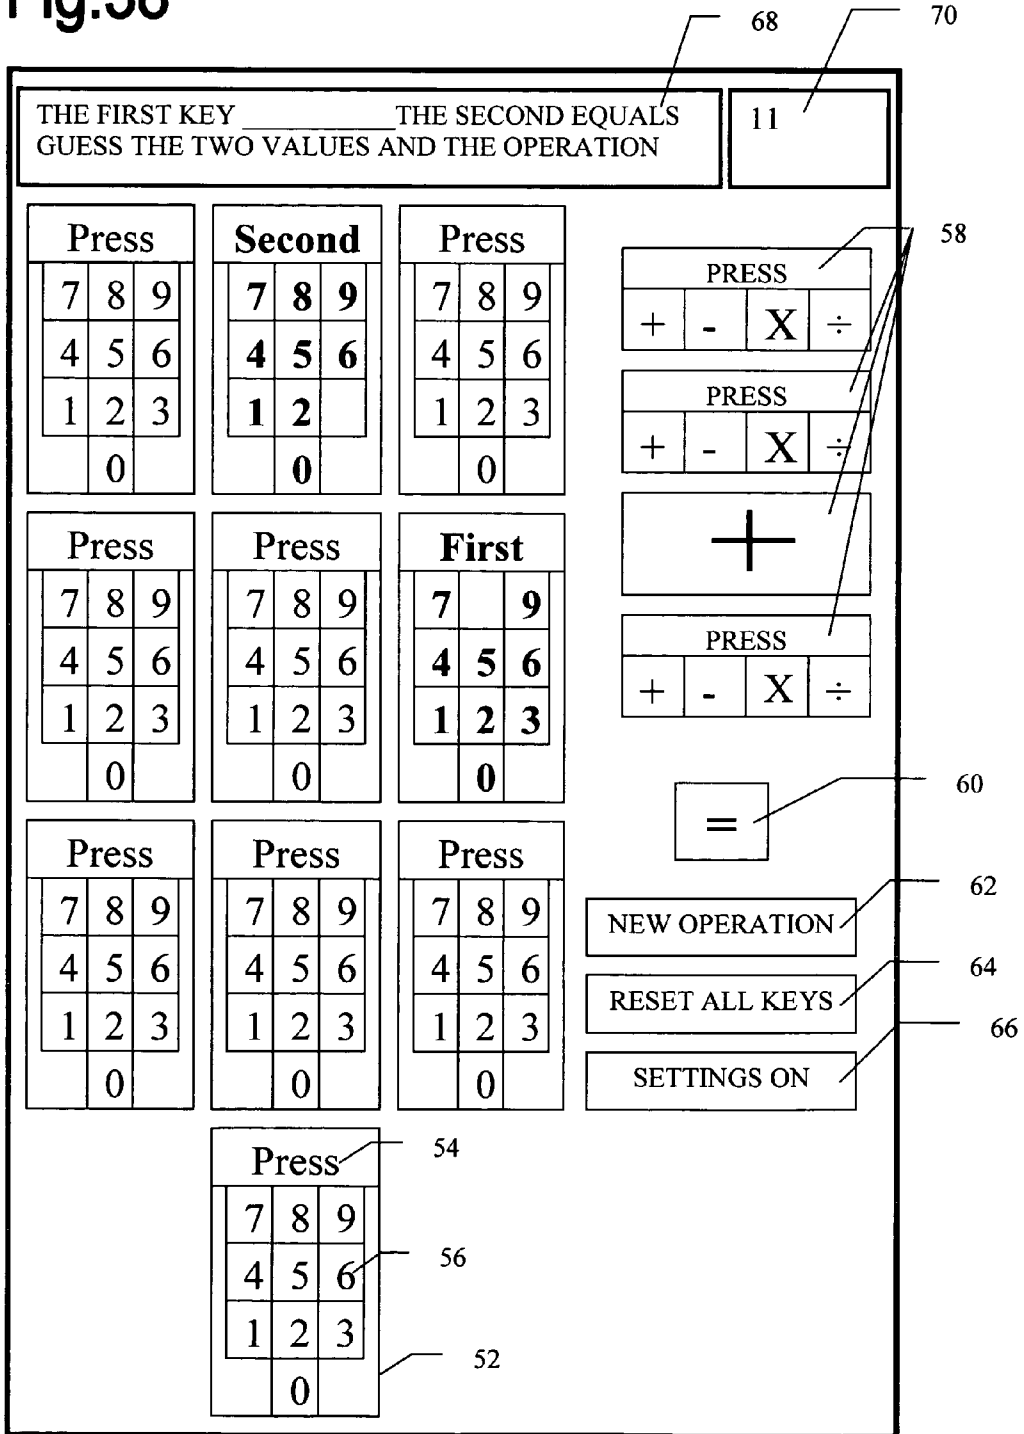 Fig.38
68
70
THE FIRST KEY ___________ THE SECOND EQUALS
GUESS THE TWO VALUES AND THE OPERATION
11
Press Second Press
7 8 9 7 8 9 7 8 9
4 5 6 4 5 6 4 5 6
1 2 3 1 2 1 2 3
0 0 0
58
PRESS
+ - X ÷
PRESS
+ - X ÷
+
PRESS
+ - X ÷
Press Press First
7 8 9 7 8 9 7 9
4 5 6 4 5 6 4 5 6
1 2 3 1 2 3 1 2 3
0 0 0
=
60
Press Press Press
7 8 9 7 8 9 7 8 9
4 5 6 4 5 6 4 5 6
1 2 3 1 2 3 1 2 3
0 0 0
NEW OPERATION
62
RESET ALL KEYS
64
SETTINGS ON
66
Press
54
7 8 9
4 5 6
56
1 2 3
0
52